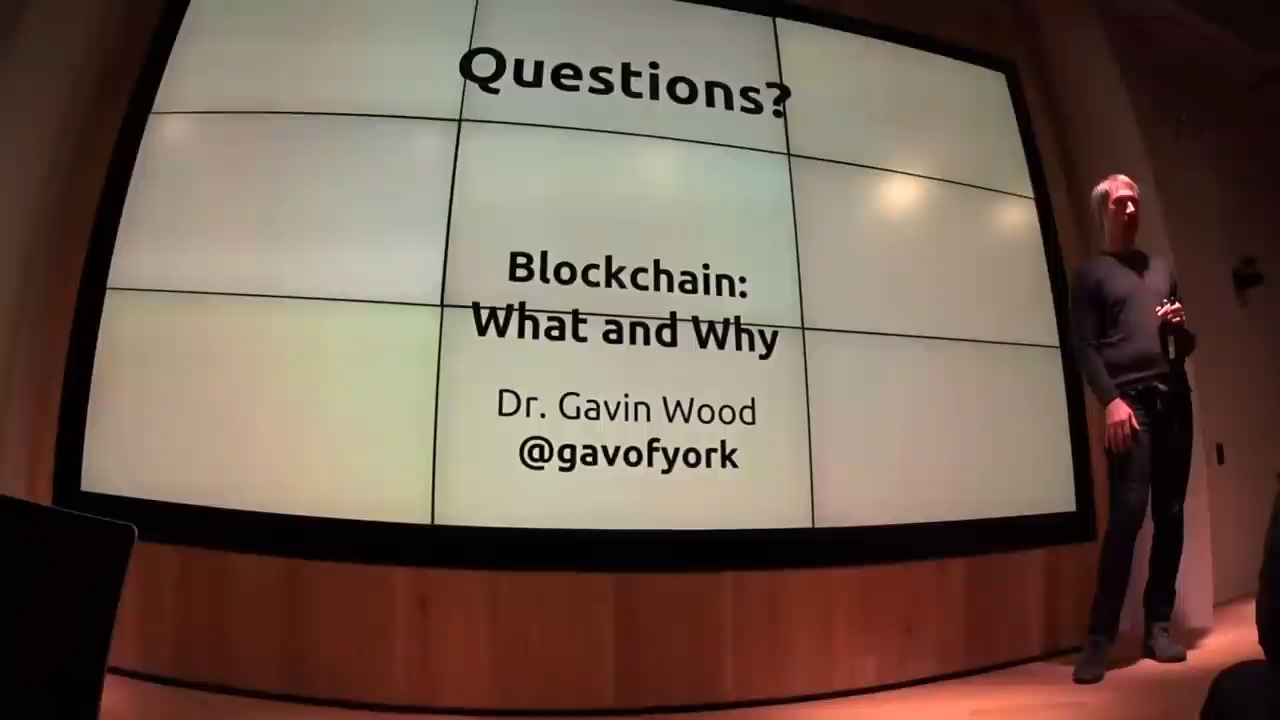 Questions?
Blockchain:
What and Why
Dr. Gavin Wood
@gavofyork